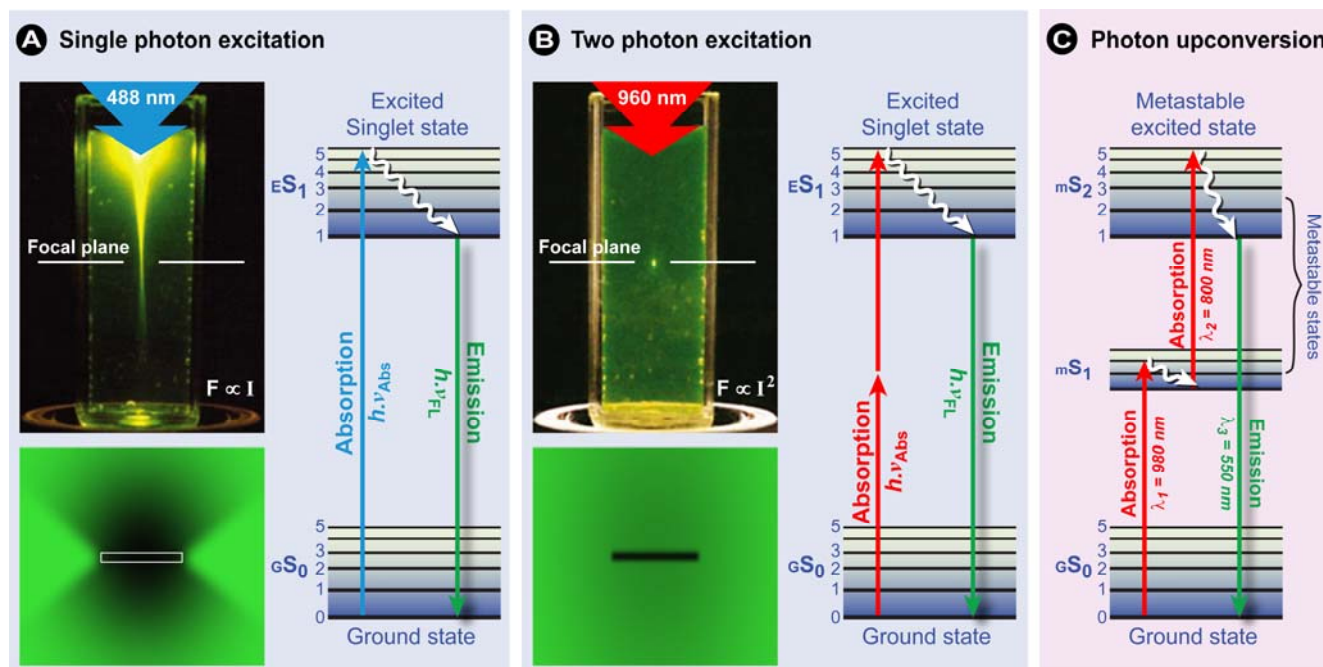 A Single photon excitation
488 nm
Focal plane
F ∝ I
Excited
Singlet state
5
4
3
2
1
ES1
Absorption
h.νAbs
Emission
h.νFL
5
3
2
1
0
GS0
Ground state
B Two photon excitation
960 nm
Focal plane
F ∝ I²
Excited
Singlet state
5
4
3
2
1
ES1
Absorption
h.νAbs
Emission
h.νFL
5
3
2
1
0
GS0
Ground state
C Photon upconversion
Metastable
excited state
5
4
3
2
1
mS2
Metastable states
Absorption
λ-2 = 800 nm
mS1
Absorption
λ-1 = 980 nm
Emission
λ-3 = 550 nm
5
3
2
1
0
GS0
Ground state